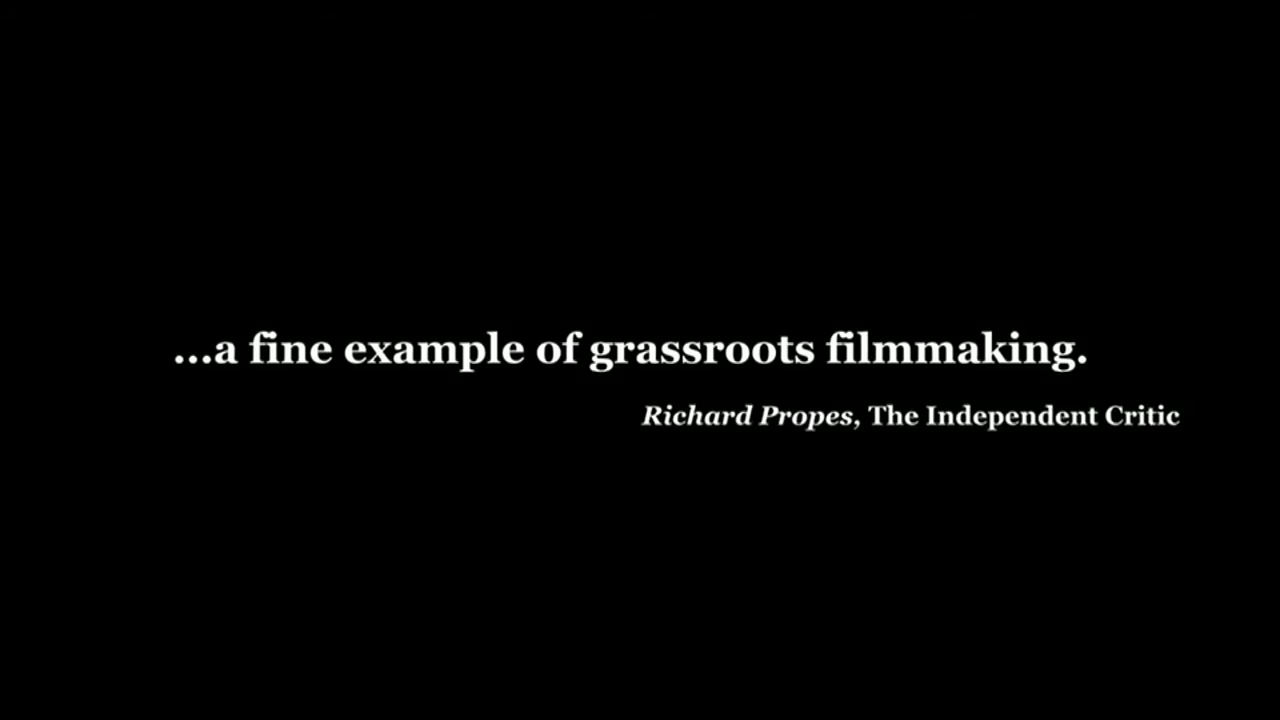 ...a fine example of grassroots filmmaking.
Richard Propes, The Independent Critic